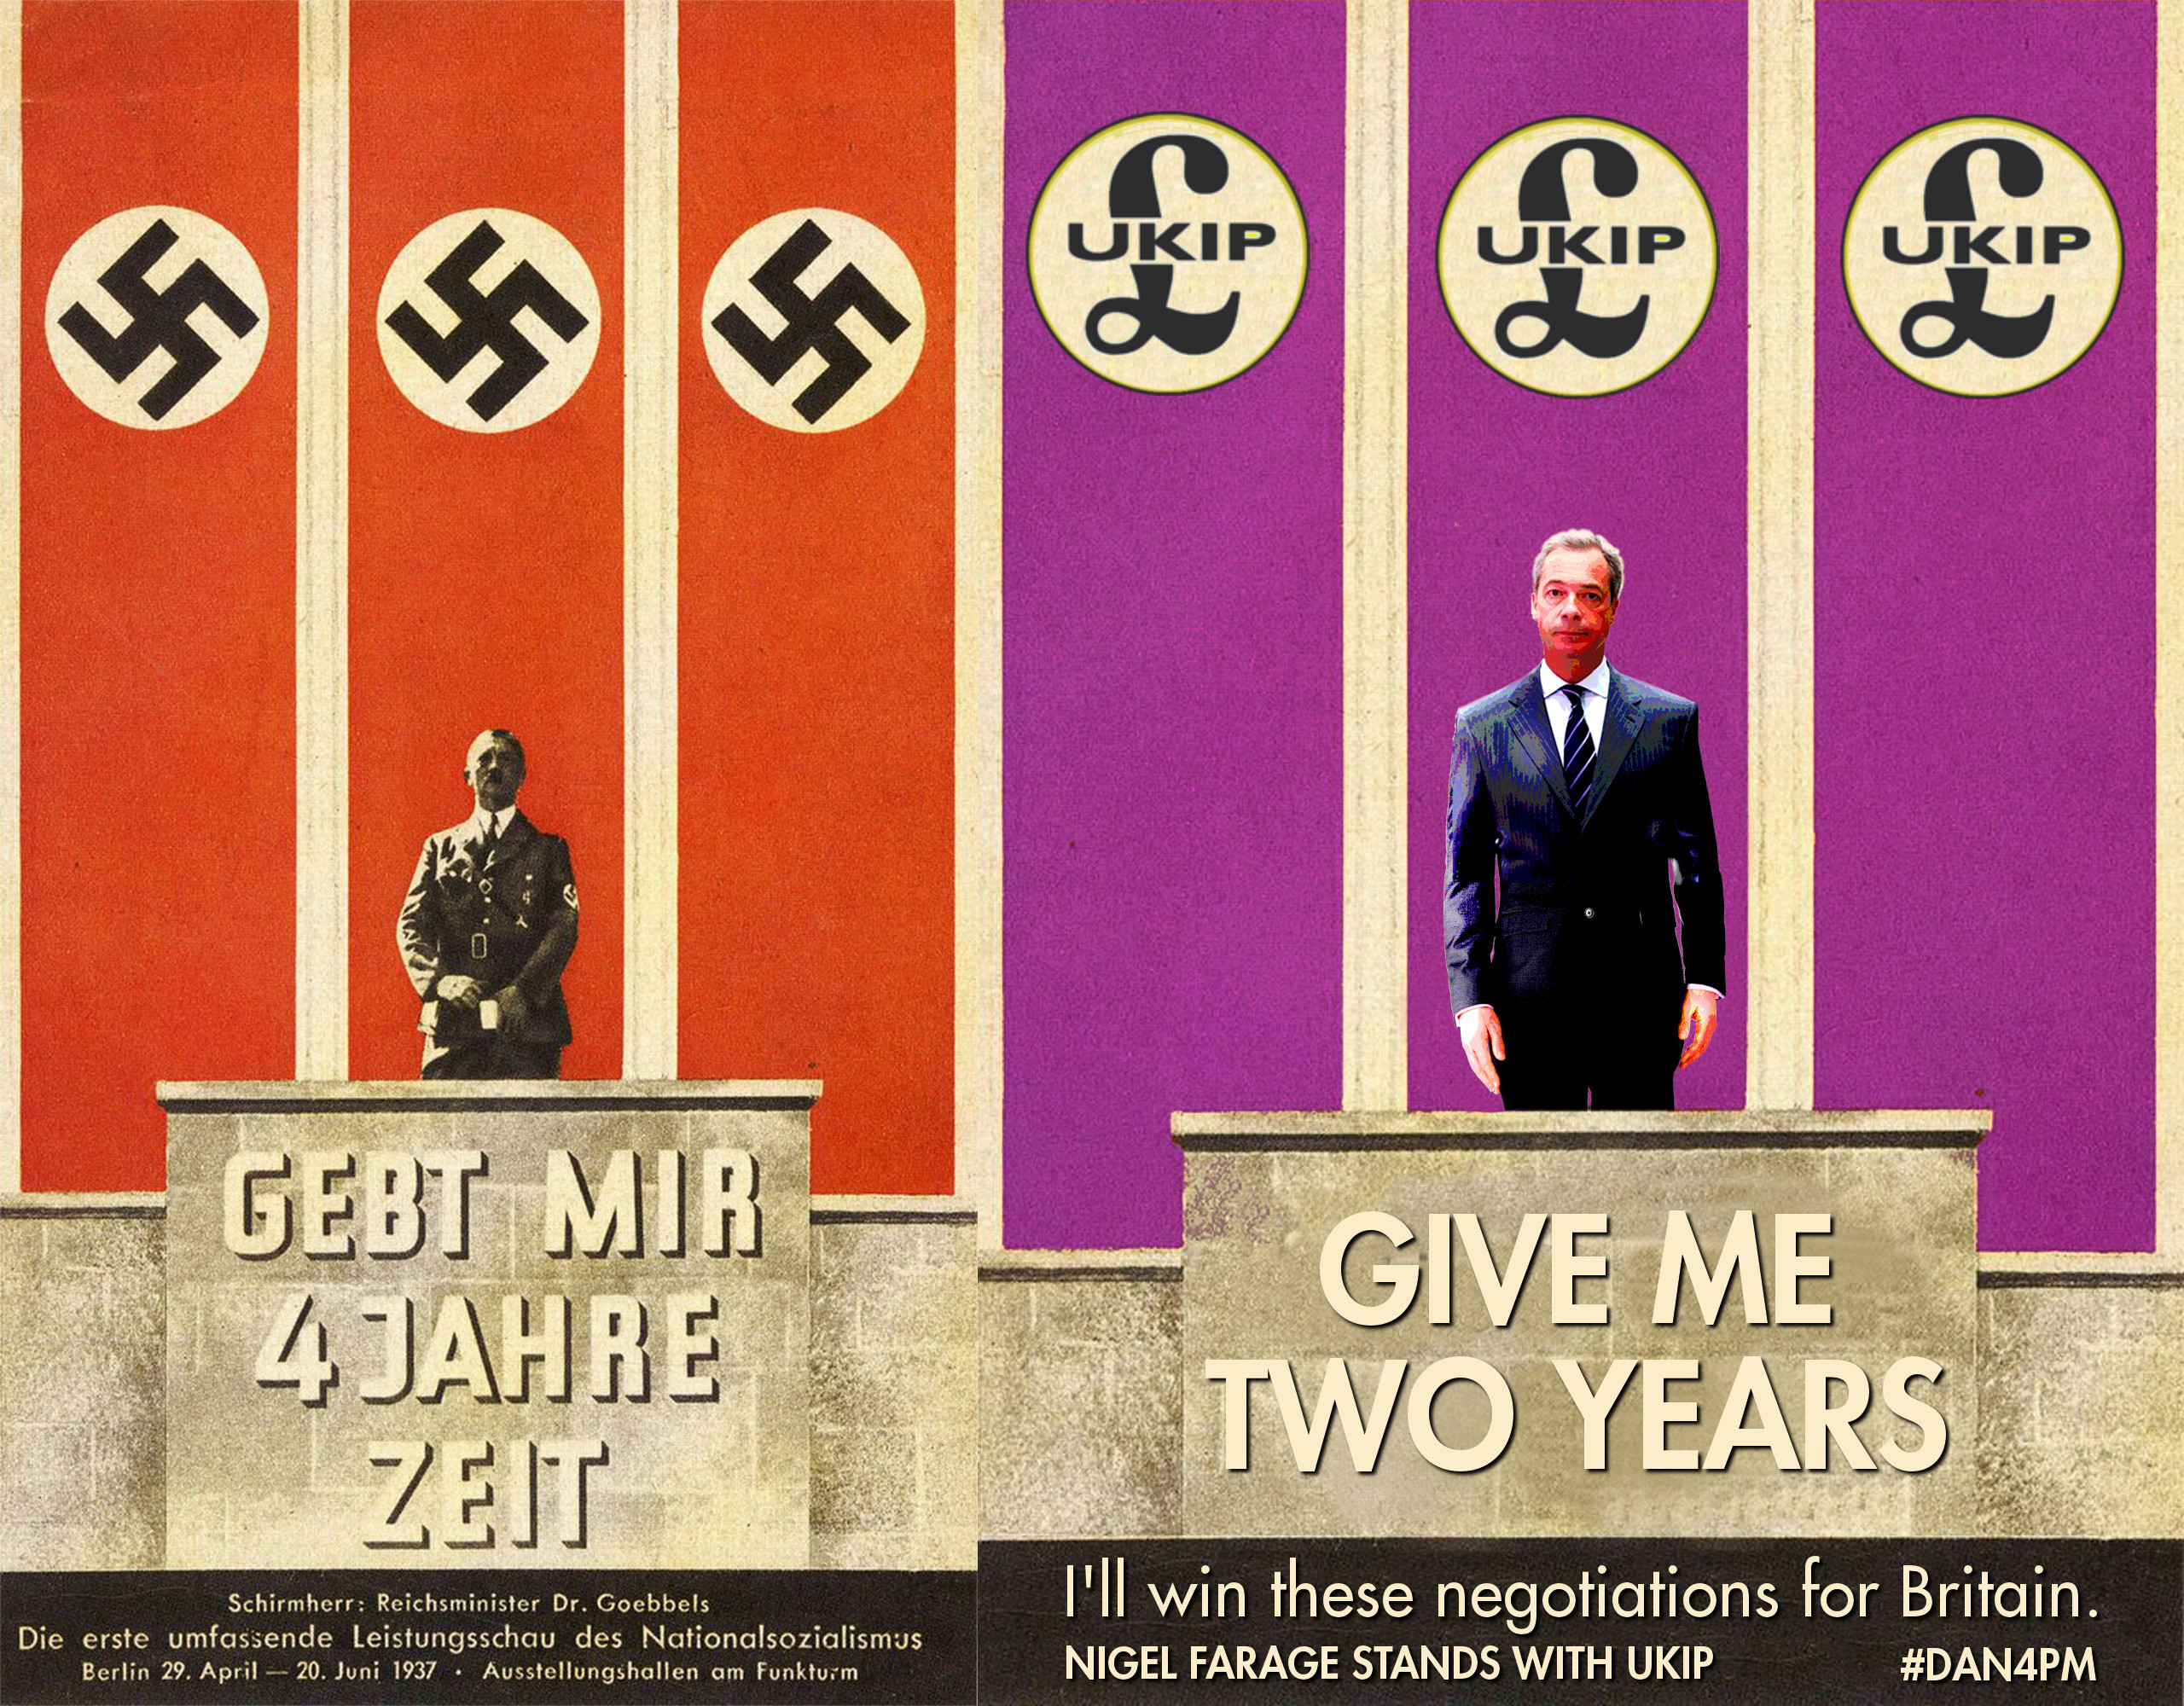 GEBT MIR
4 JAHRE
ZEIT
Schirmherr: Reichsminister Dr. Goebbels
Die erste umfassende Leistungsschau des Nationalsozialismus
Berlin 29. April — 20. Juni 1937 · Ausstellungshallen am Funkturm
UKIP
UKIP
UKIP
GIVE ME
TWO YEARS
I'll win these negotiations for Britain.
NIGEL FARAGE STANDS WITH UKIP
#DAN4PM